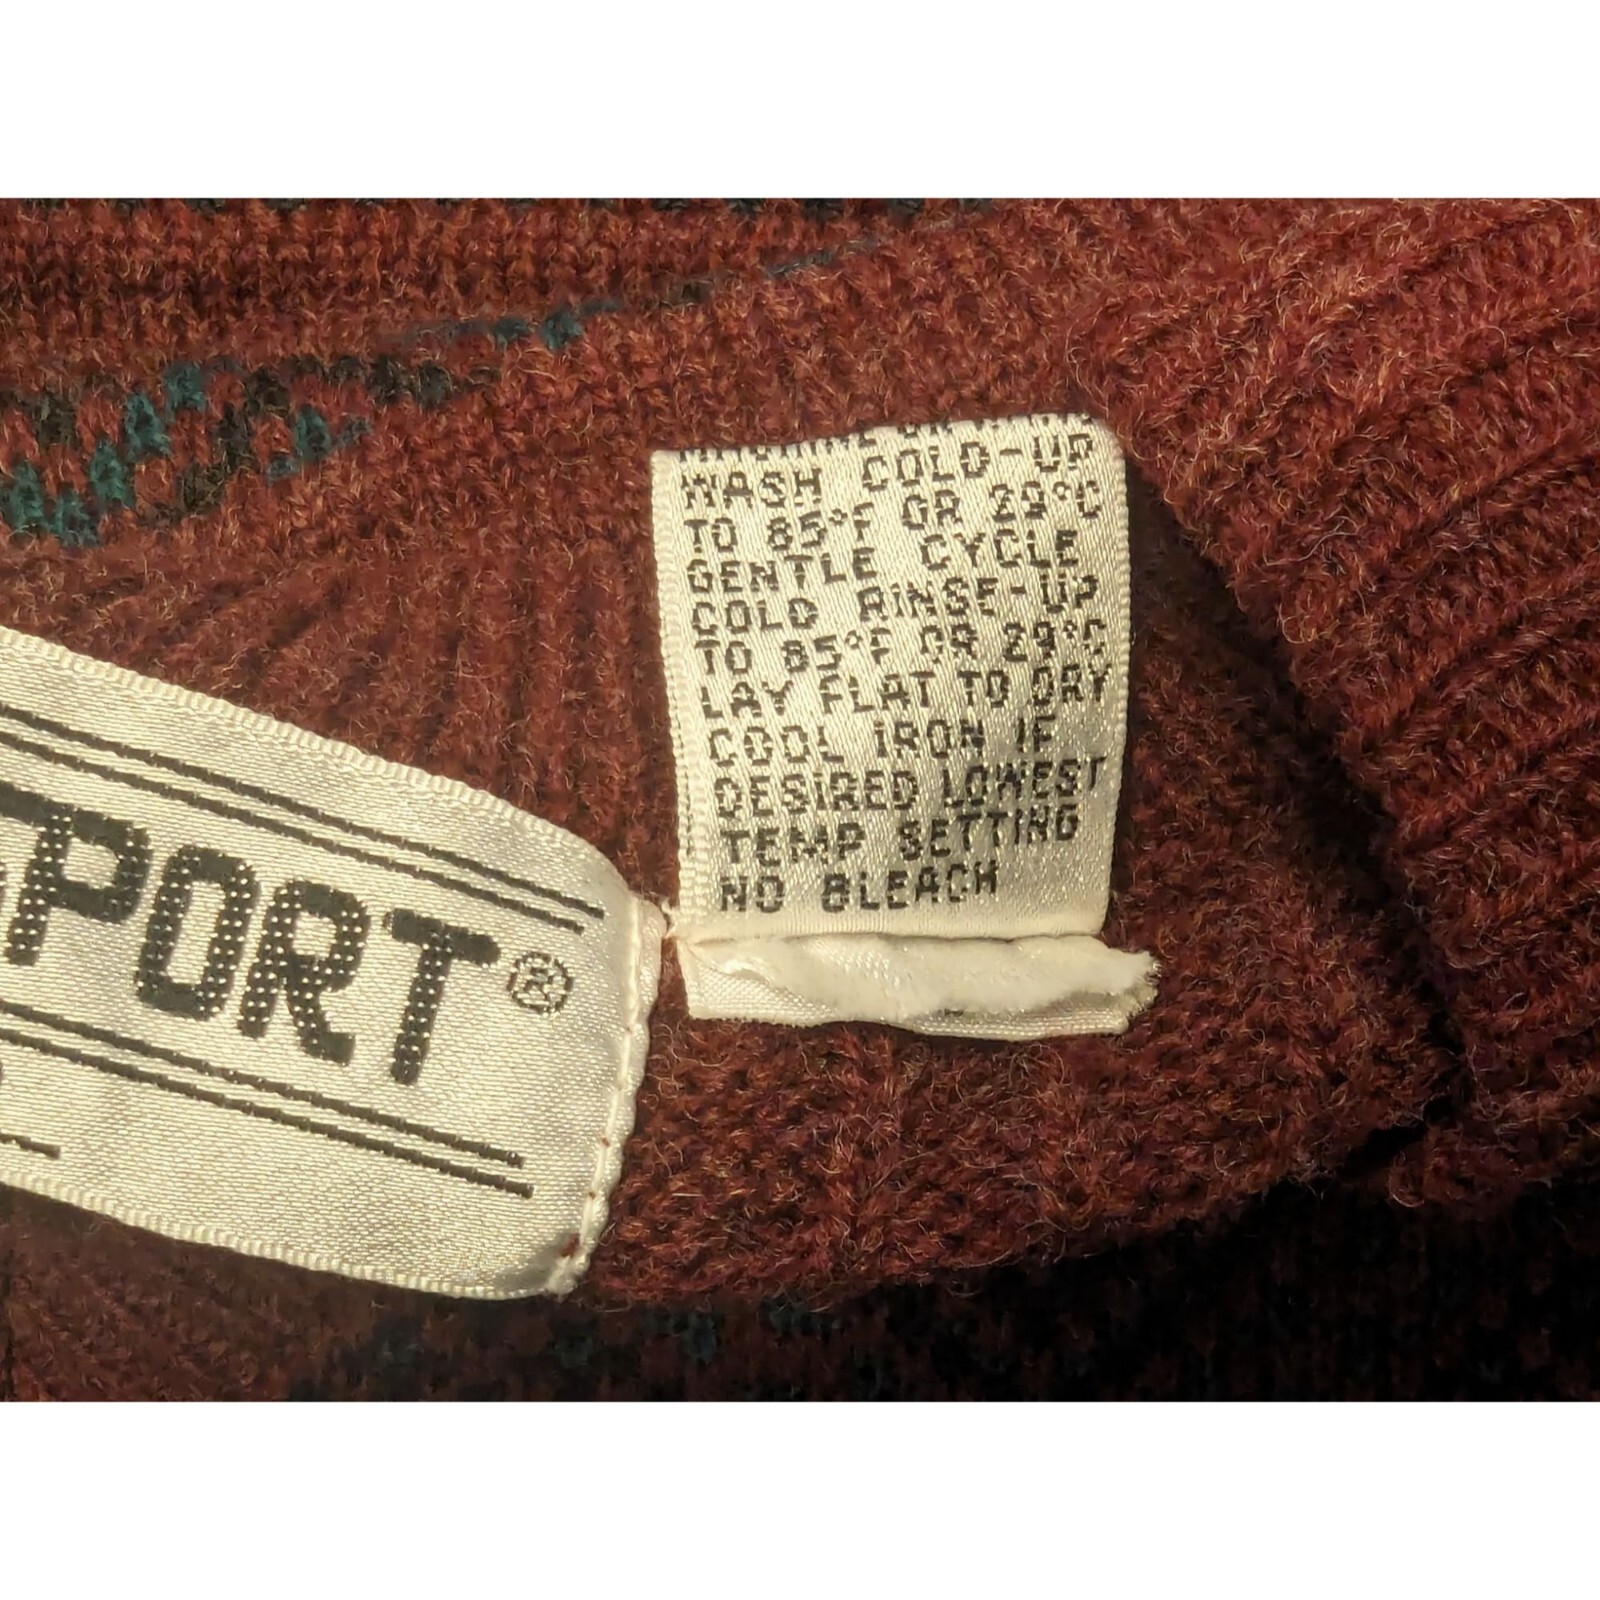 WASH COLD-UP
TO 85°F OR 29°C
GENTLE CYCLE
COLD RINSE-UP
TO 85°F OR 29°C
LAY FLAT TO DRY
COOL IRON IF
DESIRED LOWEST
TEMP SETTING
NO BLEACH
PORT®